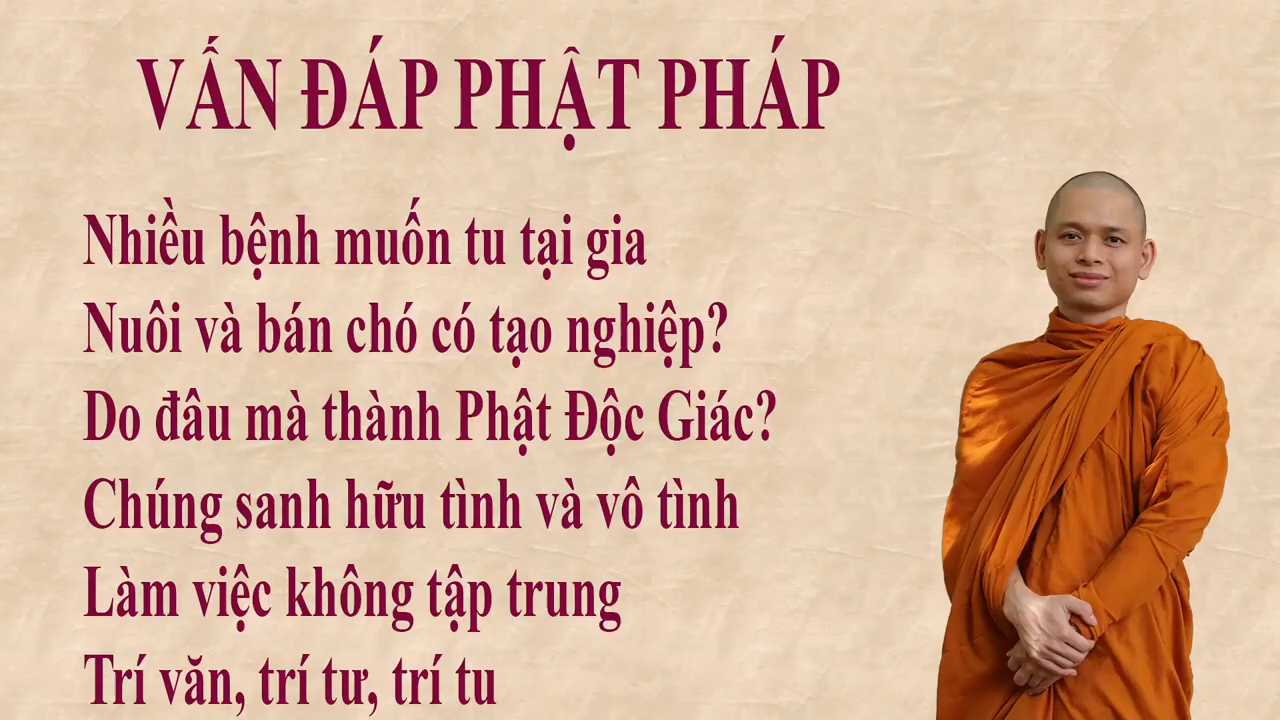 VẤN ĐÁP PHẬT PHÁP
Nhiều bệnh muốn tu tại gia
Nuôi và bán chó có tạo nghiệp?
Do đâu mà thành Phật Độc Giác?
Chúng sanh hữu tình và vô tình
Làm việc không tập trung
Trí văn, trí tư, trí tu